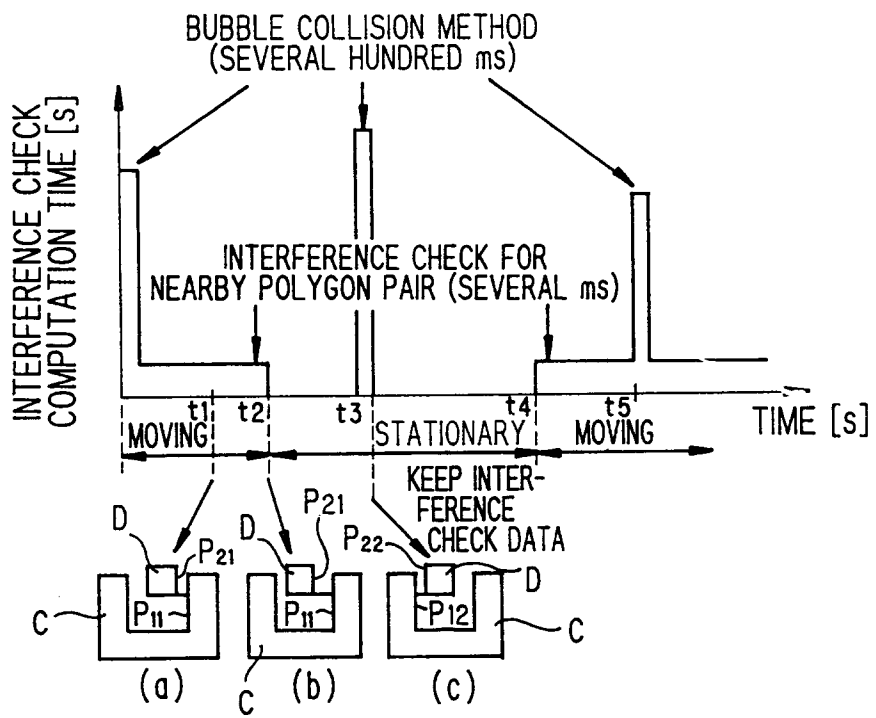 BUBBLE COLLISION METHOD
(SEVERAL HUNDRED ms)
INTERFERENCE CHECK
COMPUTATION TIME [s]
INTERFERENCE CHECK FOR
NEARBY POLYGON PAIR (SEVERAL ms)
t1 t2 t3 t4 t5
TIME [s]
MOVING STATIONARY MOVING
KEEP INTER-
FERENCE
CHECK DATA
D P21 D P21 P22 D
C P11 P11 P12 C
C
(a) (b) (c)